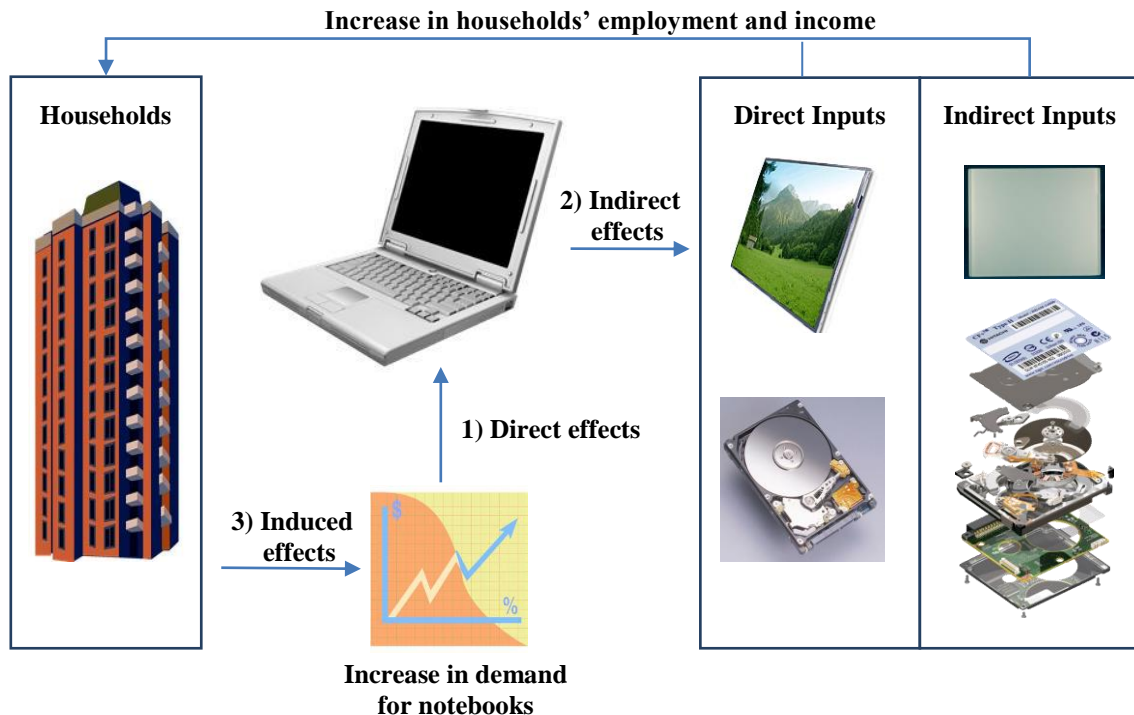 Increase in households’ employment and income
Households
Direct Inputs
Indirect Inputs
2) Indirect
effects
1) Direct effects
3) Induced
effects
$
%
Increase in demand
for notebooks